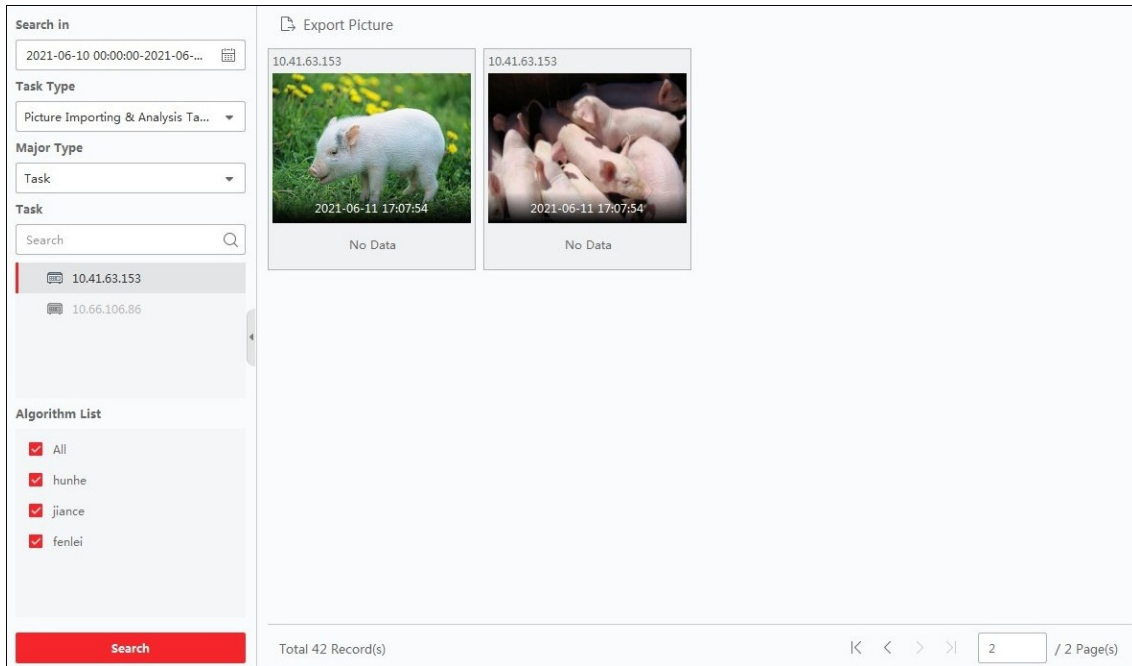 Search in
2021-06-10 00:00:00-2021-06-...
Task Type
Picture Importing & Analysis Ta...
Major Type
Task
Task
Search
10.41.63.153
10.66.106.86
Algorithm List
All
hunhe
jiance
fenlei
Search
Export Picture
10.41.63.153
2021-06-11 17:07:54
No Data
10.41.63.153
2021-06-11 17:07:54
No Data
Total 42 Record(s)
2 / 2 Page(s)